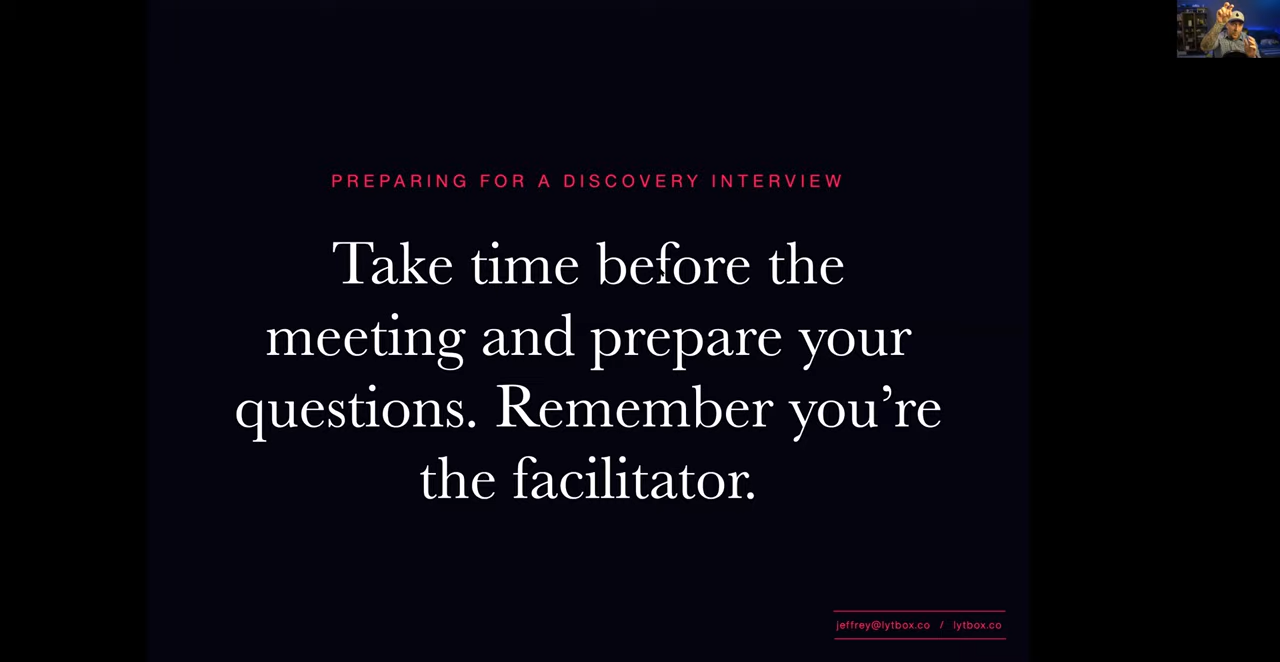 PREPARING FOR A DISCOVERY INTERVIEW
Take time before the
meeting and prepare your
questions. Remember you’re
the facilitator.
jeffrey@lytbox.co / lytbox.co